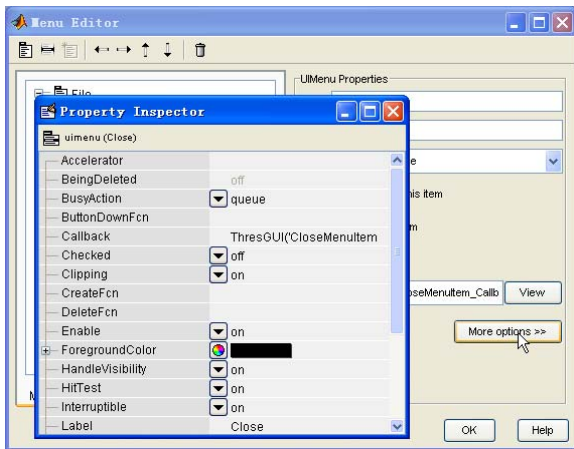 Menu Editor
UIMenu Properties
File
Property Inspector
uimenu (Close)
Accelerator
BeingDeleted off
BusyAction queue
ButtonDownFcn
Callback ThresGUI('CloseMenuItem
Checked off
Clipping on
CreateFcn
DeleteFcn
Enable on
ForegroundColor
HandleVisibility on
HitTest on
Interruptible on
Label Close
e
his item
m
oseMenuItem_Callb View
More options >>
OK Help